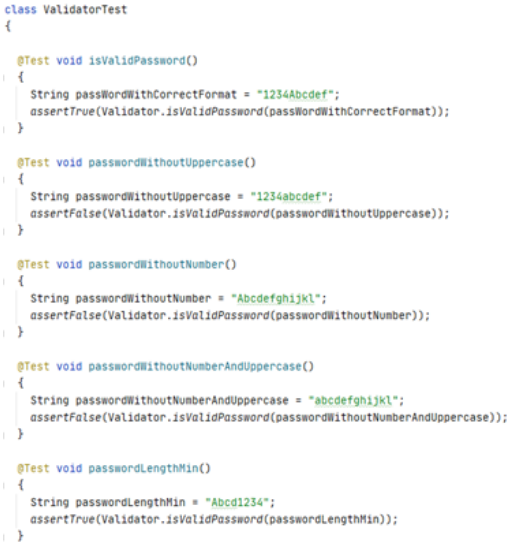 class ValidatorTest
{
@Test void isValidPassword()
{
String passWordWithCorrectFormat = "1234Abcdef";
assertTrue(Validator.isValidPassword(passWordWithCorrectFormat));
}
@Test void passwordWithoutUppercase()
{
String passwordWithoutUppercase = "1234abcdef";
assertFalse(Validator.isValidPassword(passwordWithoutUppercase));
}
@Test void passwordWithoutNumber()
{
String passwordWithoutNumber = "Abcdefghijkl";
assertFalse(Validator.isValidPassword(passwordWithoutNumber));
}
@Test void passwordWithoutNumberAndUppercase()
{
String passwordWithoutNumberAndUppercase = "abcdefghijkl";
assertFalse(Validator.isValidPassword(passwordWithoutNumberAndUppercase));
}
@Test void passwordLengthMin()
{
String passwordLengthMin = "Abcd1234";
assertTrue(Validator.isValidPassword(passwordLengthMin));
}